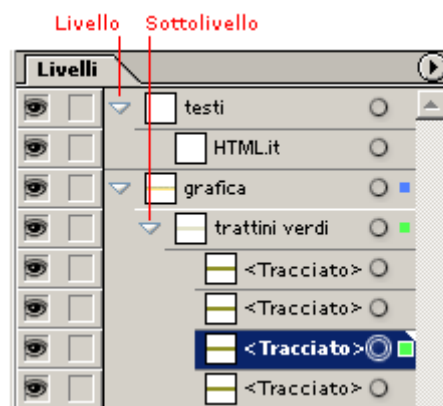 Livello Sottolivello
Livelli
testi
HTML.it
grafica
trattini verdi
<Tracciato>
<Tracciato>
<Tracciato>
<Tracciato>